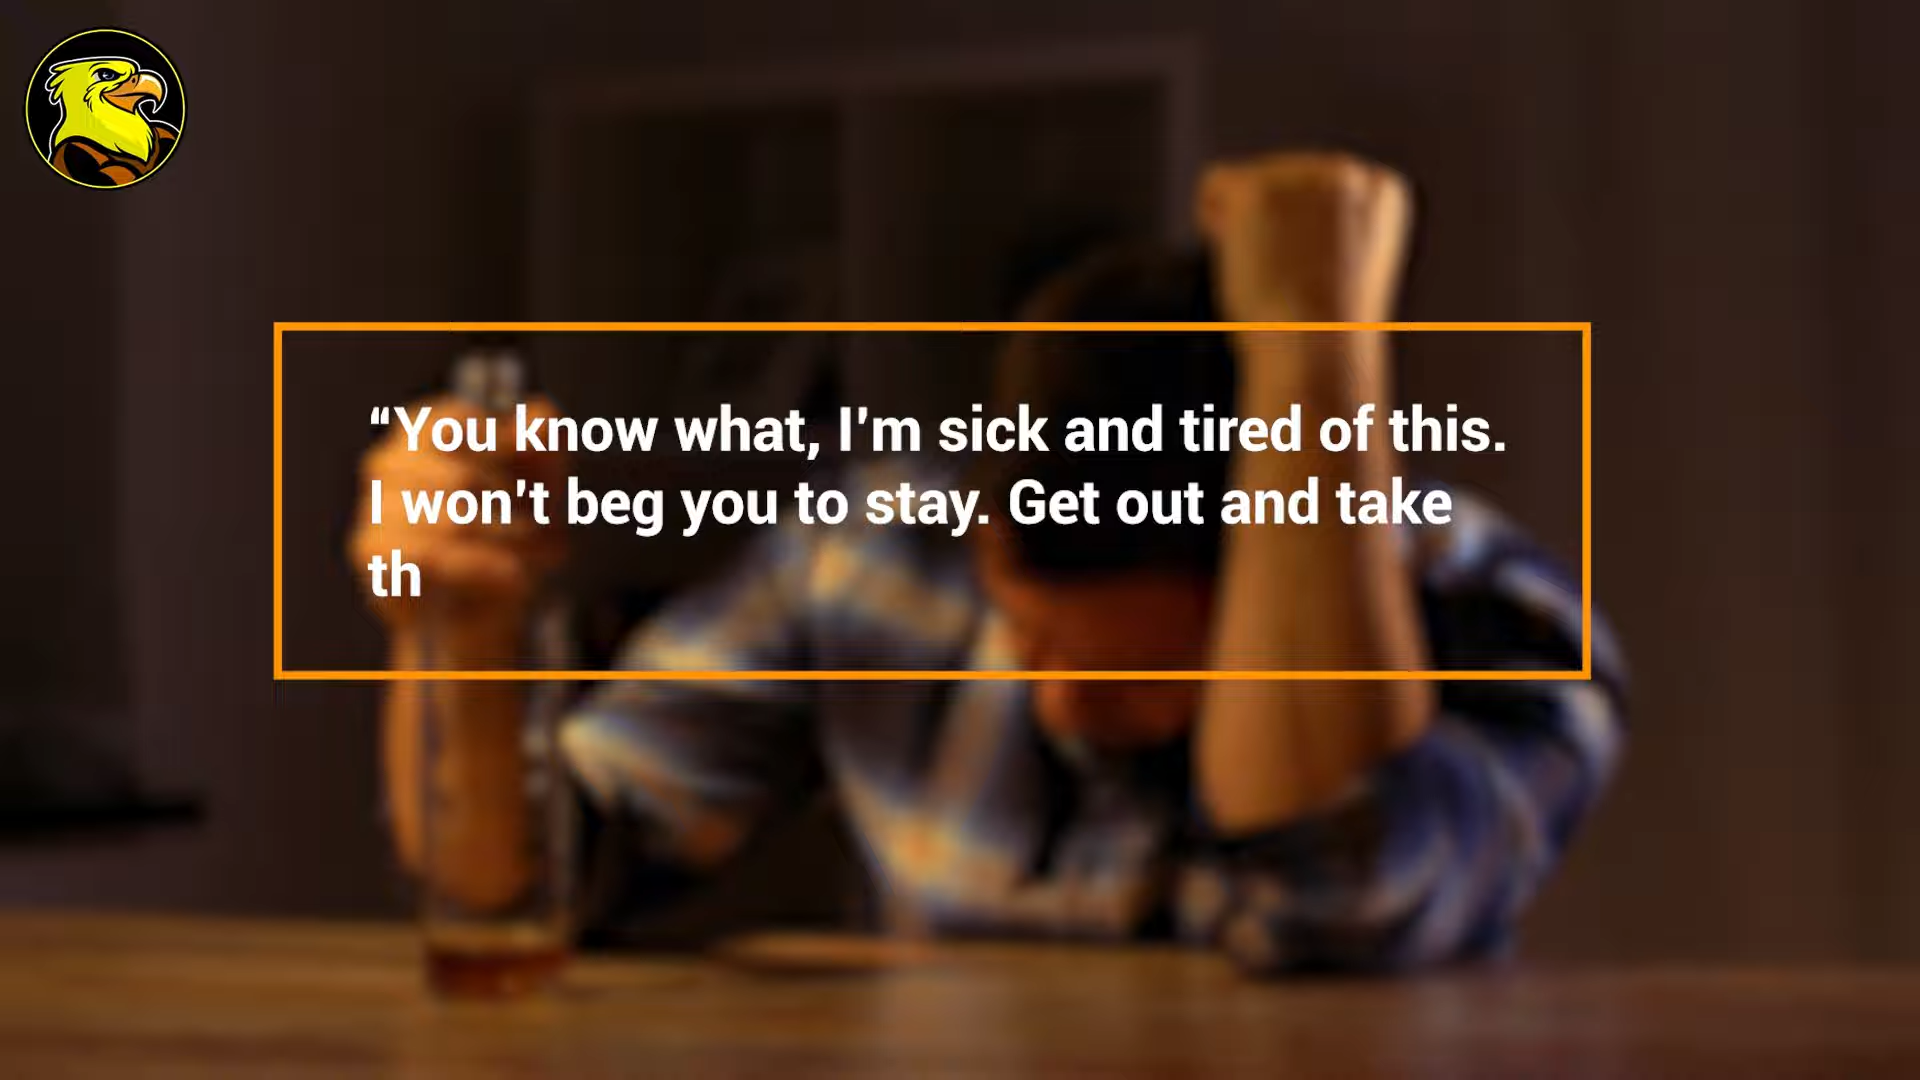 “You know what, I'm sick and tired of this.
I won't beg you to stay. Get out and take
th